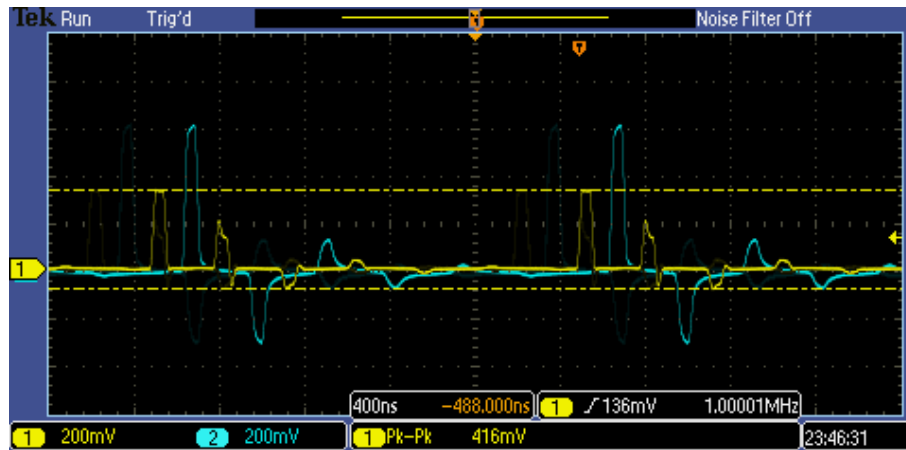 Tek Run Trig'd Noise Filter Off
T
1
400ns -488.000ns 1 136mV 1.00001MHz
1 200mV 2 200mV 1 Pk-Pk 416mV 23:46:31